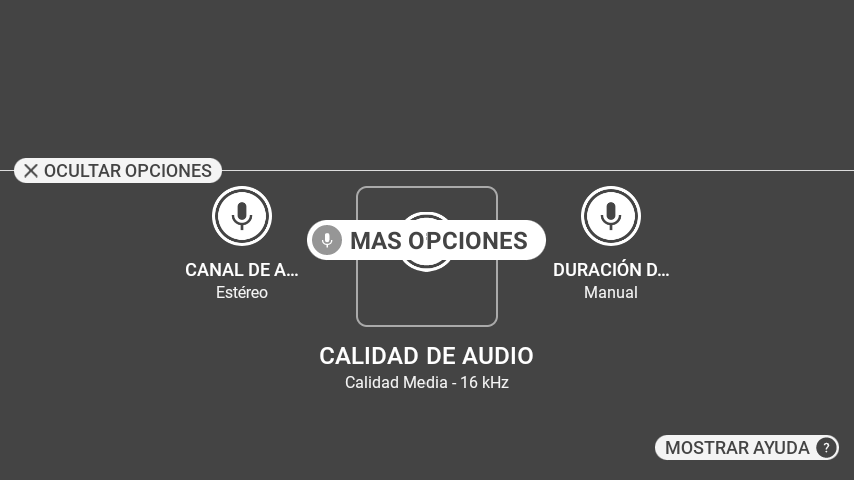 OCULTAR OPCIONES
MAS OPCIONES
CANAL DE A...
Estéreo
DURACIÓN D...
Manual
CALIDAD DE AUDIO
Calidad Media - 16 kHz
MOSTRAR AYUDA ?